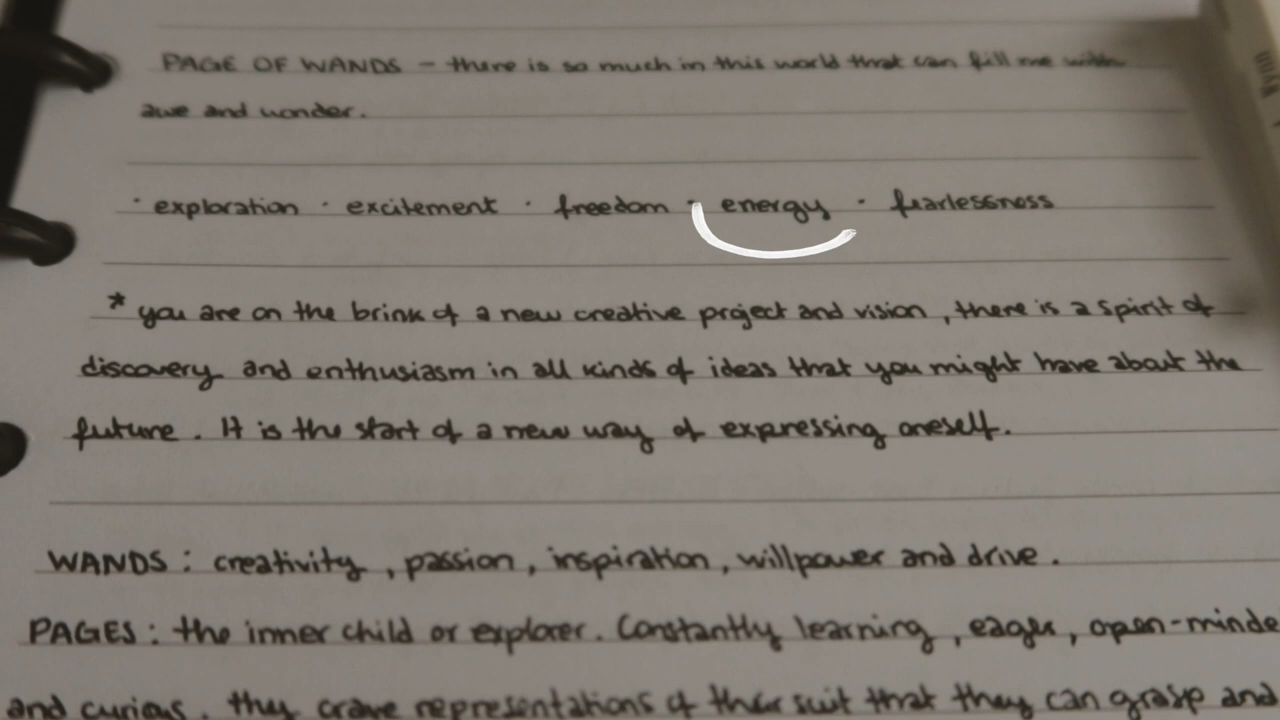 PAGE OF WANDS - there is so much in this world that can fill me with
awe and wonder.
· exploration · excitement · freedom · energy · fearlessness
* you are on the brink of a new creative project and vision, there is a spirit of
discovery and enthusiasm in all kinds of ideas that you might have about the
future. It is the start of a new way of expressing oneself.
WANDS: creativity, passion, inspiration, willpower and drive.
PAGES: the inner child or explorer. Constantly learning, eager, open-minde
and curious. they crave representations of their suit that they can grasp and